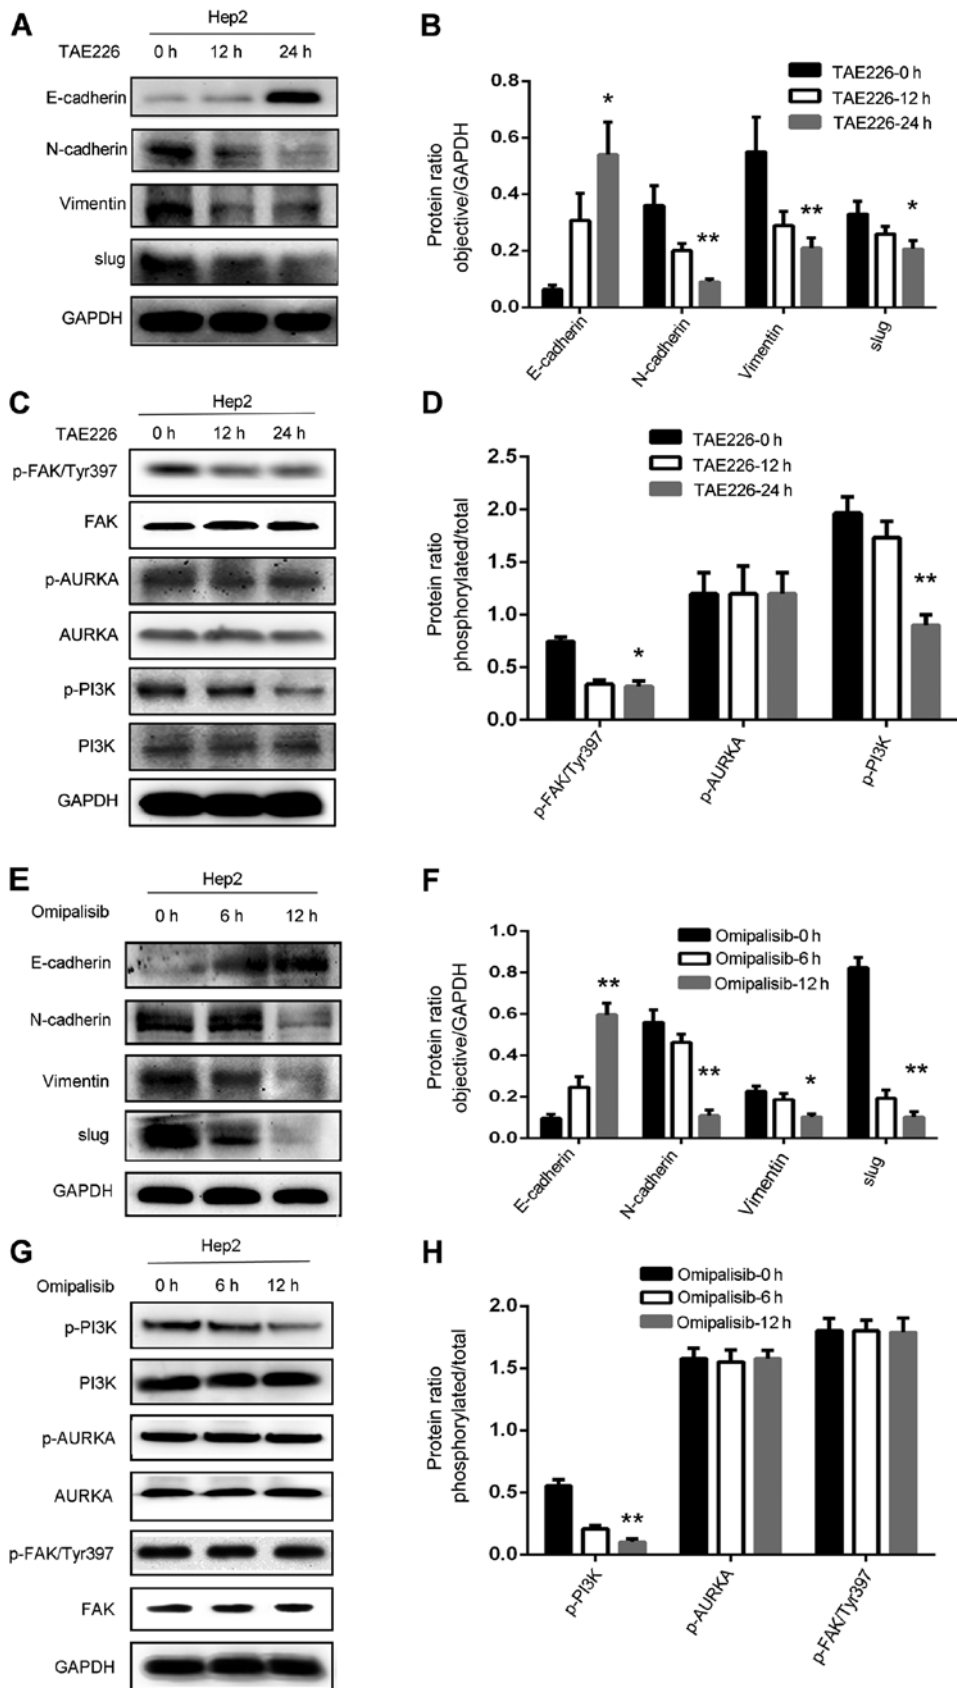 A
Hep2
TAE226 0 h 12 h 24 h
E-cadherin
N-cadherin
Vimentin
slug
GAPDH
B
TAE226-0 h
TAE226-12 h
TAE226-24 h
Protein ratio
objective/GAPDH
0.8
0.6
0.4
0.2
0.0
*
**
**
*
E-cadherin
N-cadherin
Vimentin
slug
C
Hep2
TAE226 0 h 12 h 24 h
p-FAK/Tyr397
FAK
p-AURKA
AURKA
p-PI3K
PI3K
GAPDH
D
TAE226-0 h
TAE226-12 h
TAE226-24 h
Protein ratio
phosphorylated/total
2.5
2.0
1.5
1.0
0.5
0.0
*
**
p-FAK/Tyr397
p-AURKA
p-PI3K
E
Hep2
Omipalisib 0 h 6 h 12 h
E-cadherin
N-cadherin
Vimentin
slug
GAPDH
F
Omipalisib-0 h
Omipalisib-6 h
Omipalisib-12 h
Protein ratio
objective/GAPDH
1.0
0.8
0.6
0.4
0.2
0.0
**
**
*
**
E-cadherin
N-cadherin
Vimentin
slug
G
Hep2
Omipalisib 0 h 6 h 12 h
p-PI3K
PI3K
p-AURKA
AURKA
p-FAK/Tyr397
FAK
GAPDH
H
Omipalisib-0 h
Omipalisib-6 h
Omipalisib-12 h
Protein ratio
phosphorylated/total
2.0
1.5
1.0
0.5
0.0
**
p-PI3K
p-AURKA
p-FAK/Tyr397